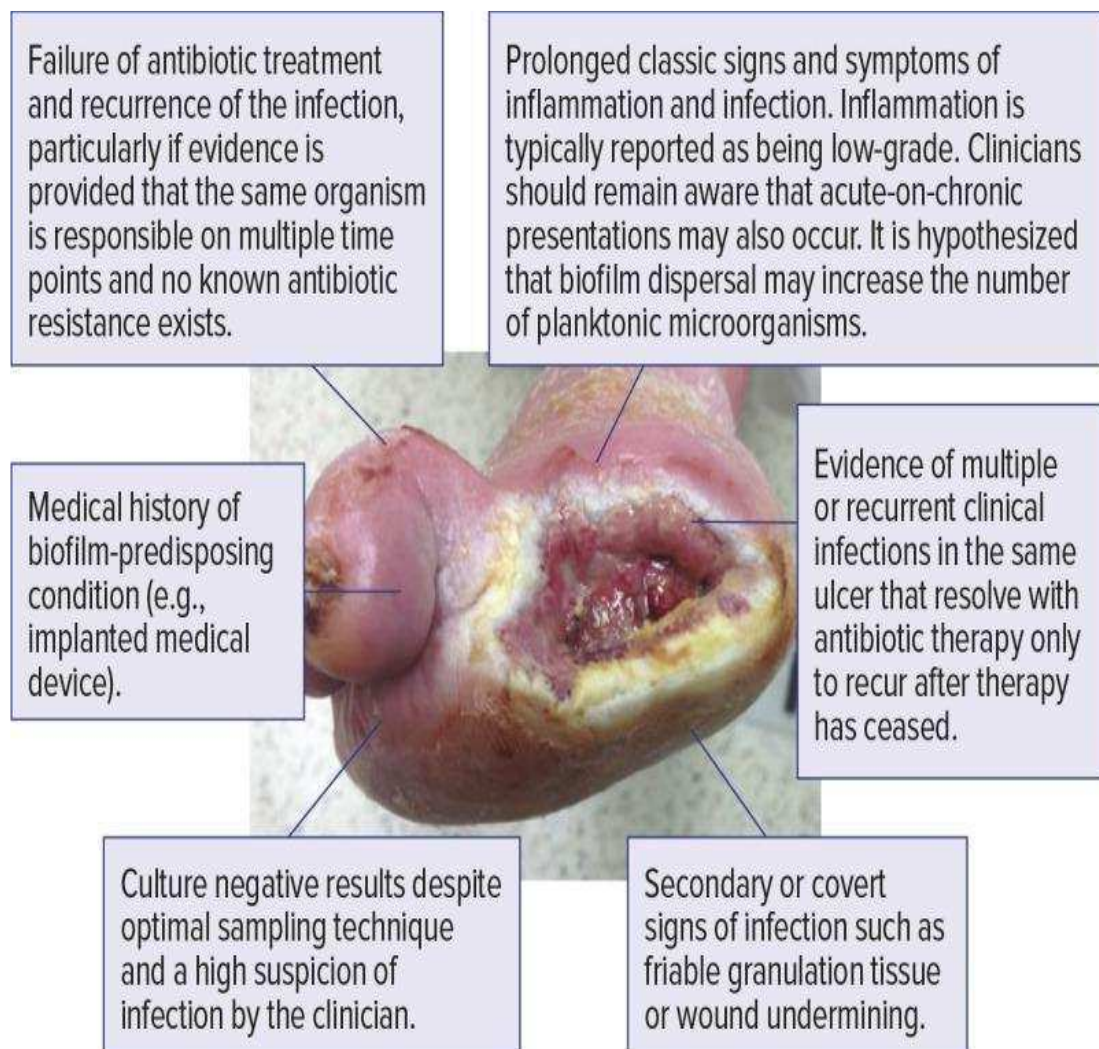 Failure of antibiotic treatment
and recurrence of the infection,
particularly if evidence is
provided that the same organism
is responsible on multiple time
points and no known antibiotic
resistance exists.
Prolonged classic signs and symptoms of
inflammation and infection. Inflammation is
typically reported as being low-grade. Clinicians
should remain aware that acute-on-chronic
presentations may also occur. It is hypothesized
that biofilm dispersal may increase the number
of planktonic microorganisms.
Medical history of
biofilm-predisposing
condition (e.g.,
implanted medical
device).
Evidence of multiple
or recurrent clinical
infections in the same
ulcer that resolve with
antibiotic therapy only
to recur after therapy
has ceased.
Culture negative results despite
optimal sampling technique
and a high suspicion of
infection by the clinician.
Secondary or covert
signs of infection such as
friable granulation tissue
or wound undermining.